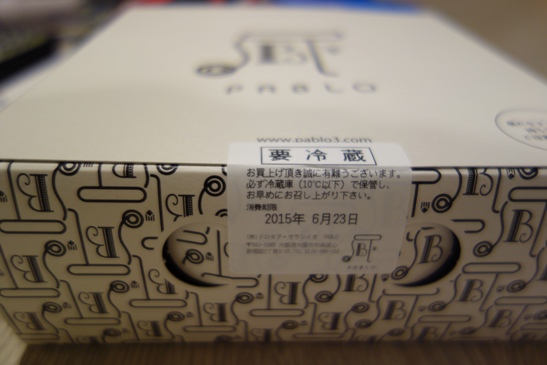 PABLO
www.pablo3.com
要冷蔵
お買上げ頂き誠に有難うございます。
必ず冷蔵庫（10℃以下）で保管し、
お早めにお召し上がり下さい。
消費期限
2015年 6月23日